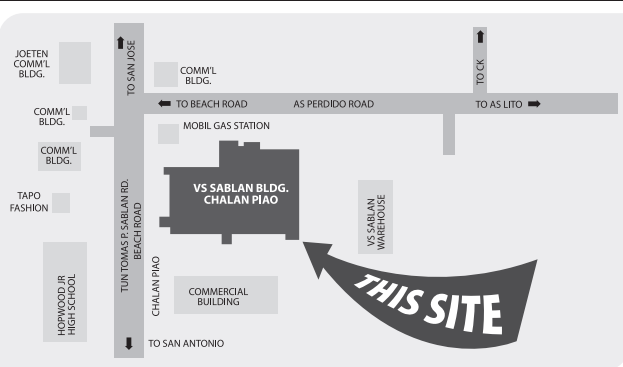 JOETEN
COMM'L
BLDG.
TO SAN JOSE
COMM'L
BLDG.
TO CK
TO BEACH ROAD
AS PERDIDO ROAD
TO AS LITO
COMM'L
BLDG.
MOBIL GAS STATION
COMM'L
BLDG.
VS SABLAN BLDG.
CHALAN PIAO
TAPO
FASHION
TUN TOMAS P. SABLAN RD.
BEACH ROAD
VS SABLAN
WAREHOUSE
HOPWOOD JR
HIGH SCHOOL
CHALAN PIAO
COMMERCIAL
BUILDING
THIS SITE
TO SAN ANTONIO